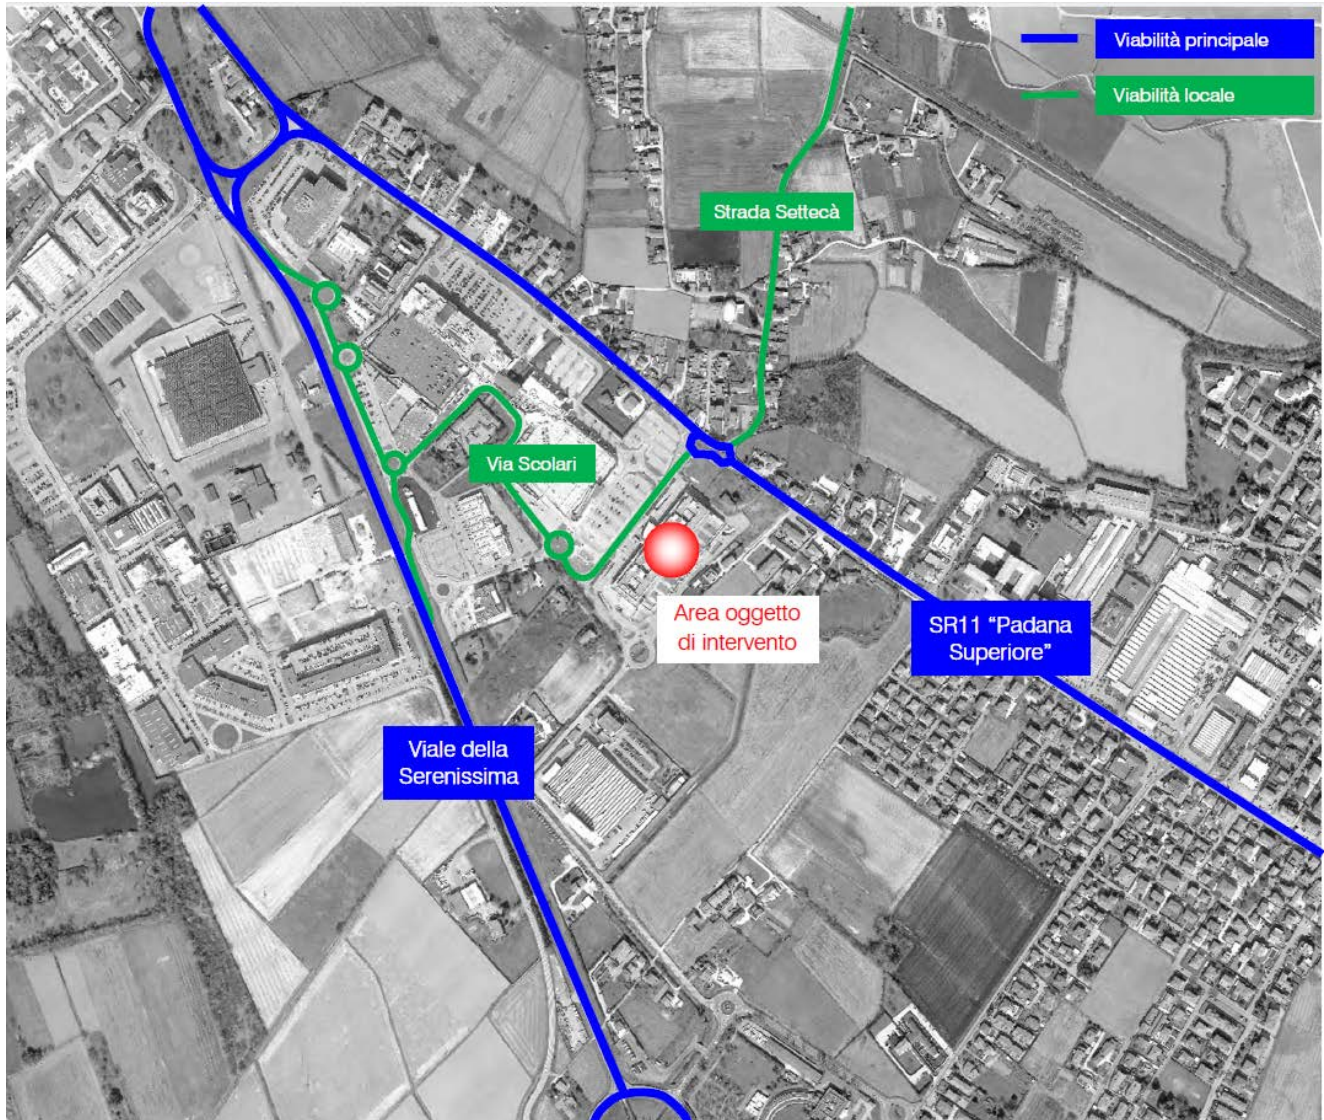 Viabilità principale
Viabilità locale
Strada Settecà
Via Scolari
Area oggetto
di intervento
SR11 “Padana
Superiore”
Viale della
Serenissima